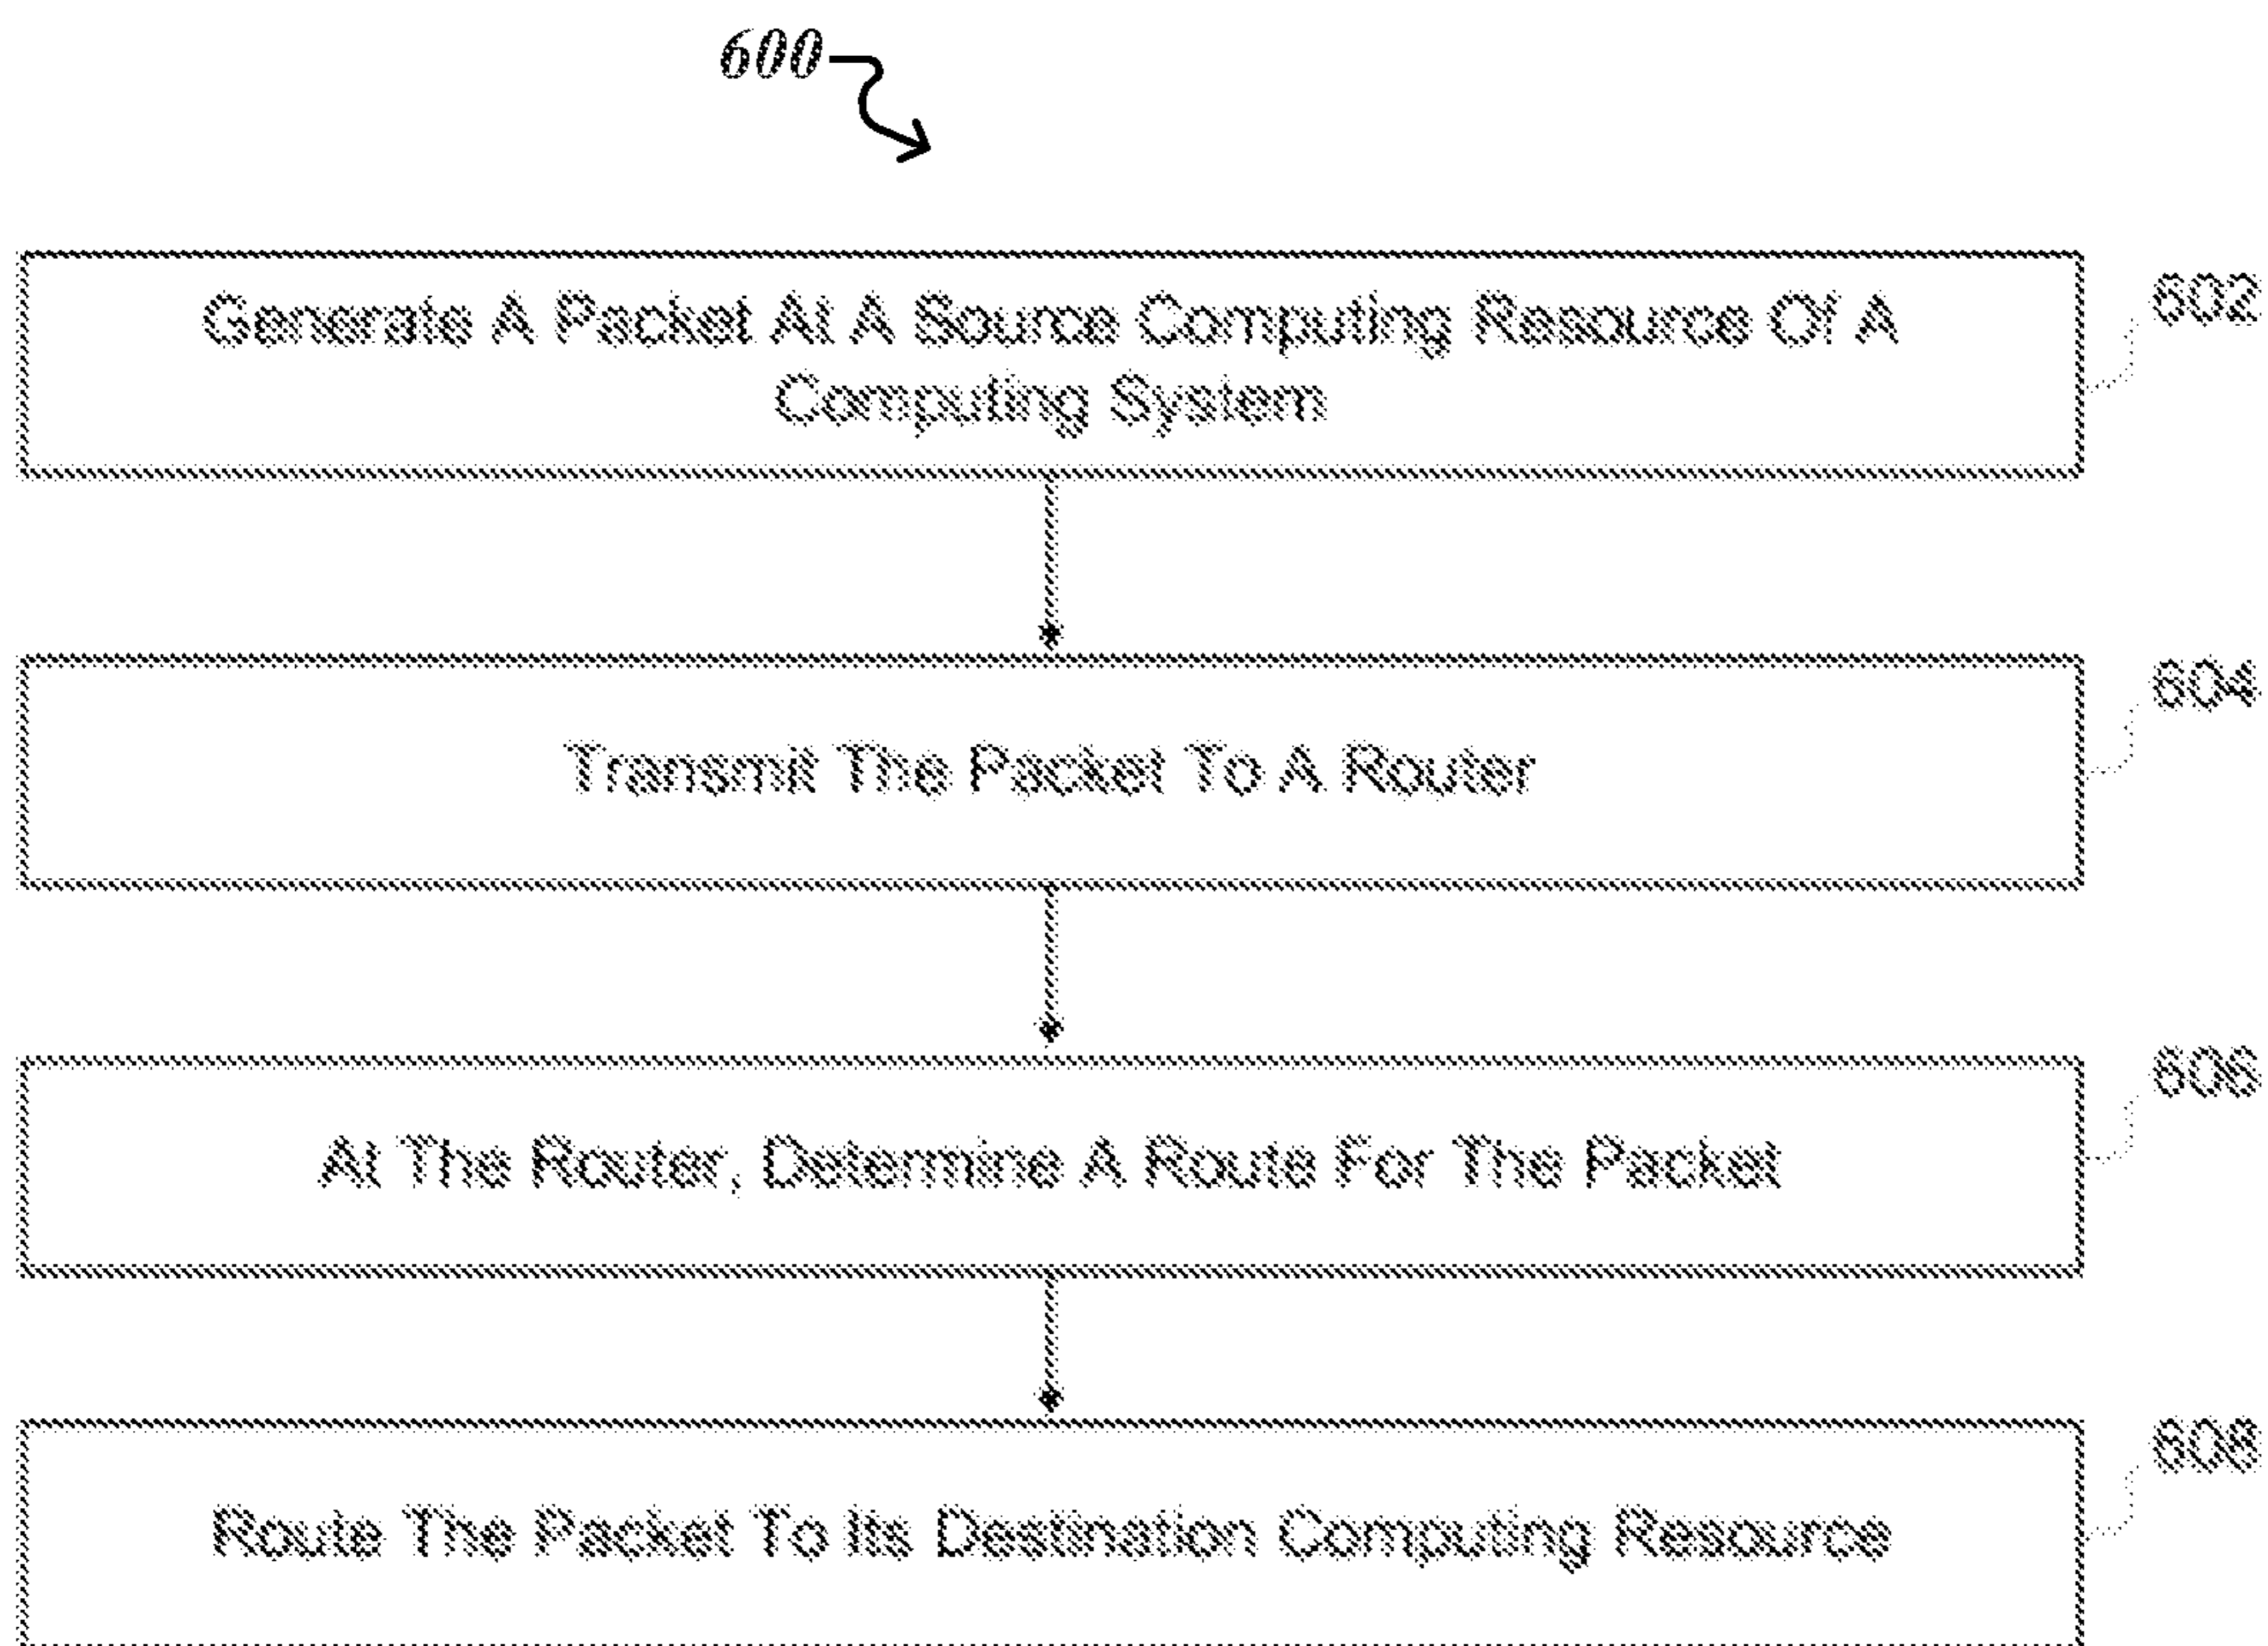 600
Generate A Packet At A Source Computing Resource Of A
Computing System
602
Transmit The Packet To A Router
604
At The Router, Determine A Route For The Packet
606
Route The Packet To Its Destination Computing Resource
608